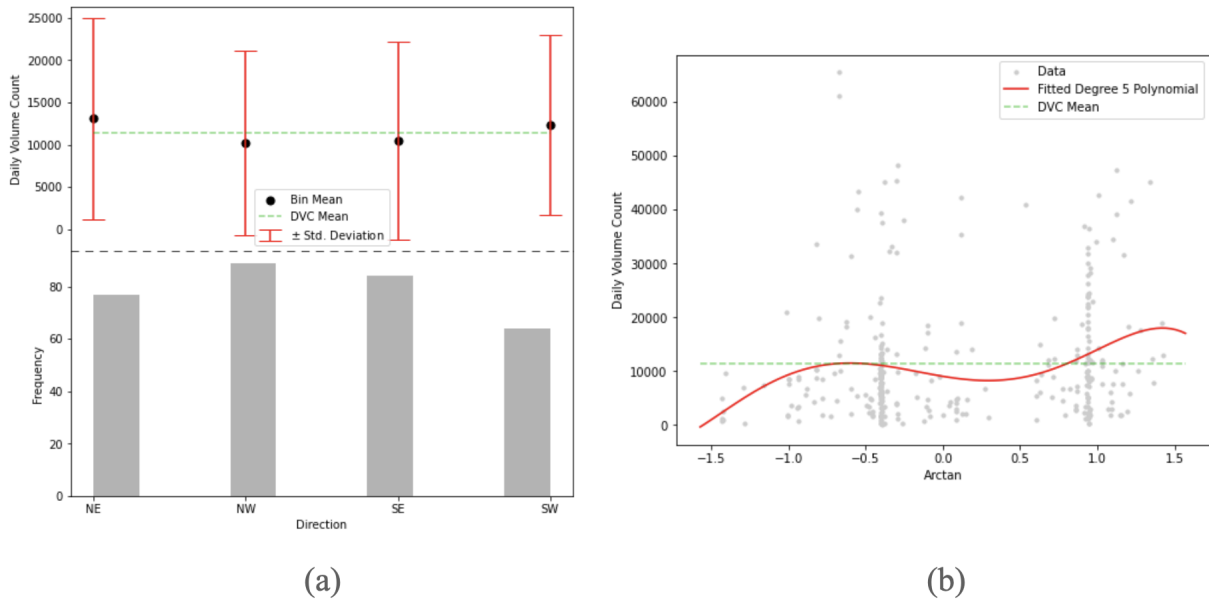 25000
20000
15000
10000
5000
0
Daily Volume Count
Bin Mean
DVC Mean
± Std. Deviation
80
60
40
20
0
Frequency
NE NW SE SW
Direction
(a)
60000
50000
40000
30000
20000
10000
0
Daily Volume Count
Data
Fitted Degree 5 Polynomial
DVC Mean
−1.5 −1.0 −0.5 0.0 0.5 1.0 1.5
Arctan
(b)